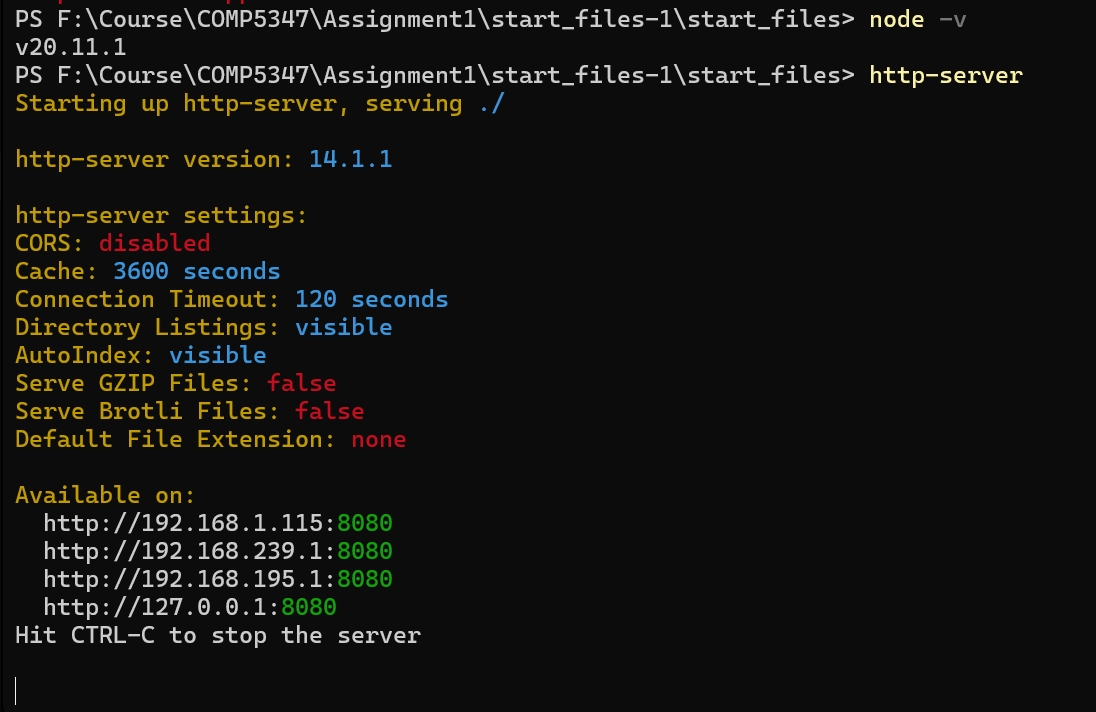 PS F:\Course\COMP5347\Assignment1\start_files-1\start_files> node -v
v20.11.1
PS F:\Course\COMP5347\Assignment1\start_files-1\start_files> http-server
Starting up http-server, serving ./
http-server version: 14.1.1
http-server settings:
CORS: disabled
Cache: 3600 seconds
Connection Timeout: 120 seconds
Directory Listings: visible
AutoIndex: visible
Serve GZIP Files: false
Serve Brotli Files: false
Default File Extension: none
Available on:
  http://192.168.1.115:8080
  http://192.168.239.1:8080
  http://192.168.195.1:8080
  http://127.0.0.1:8080
Hit CTRL-C to stop the server